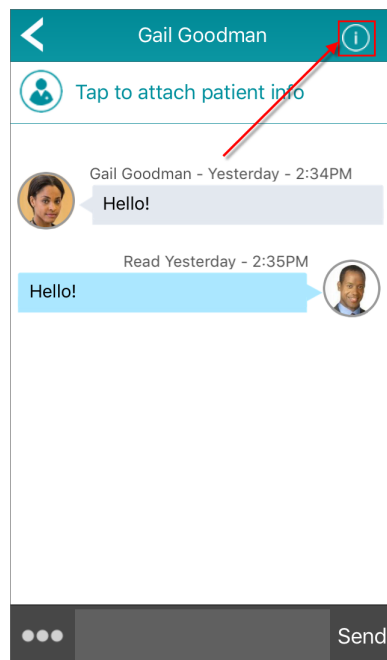 Gail Goodman
Tap to attach patient info
Gail Goodman - Yesterday - 2:34PM
Hello!
Read Yesterday - 2:35PM
Hello!
Send